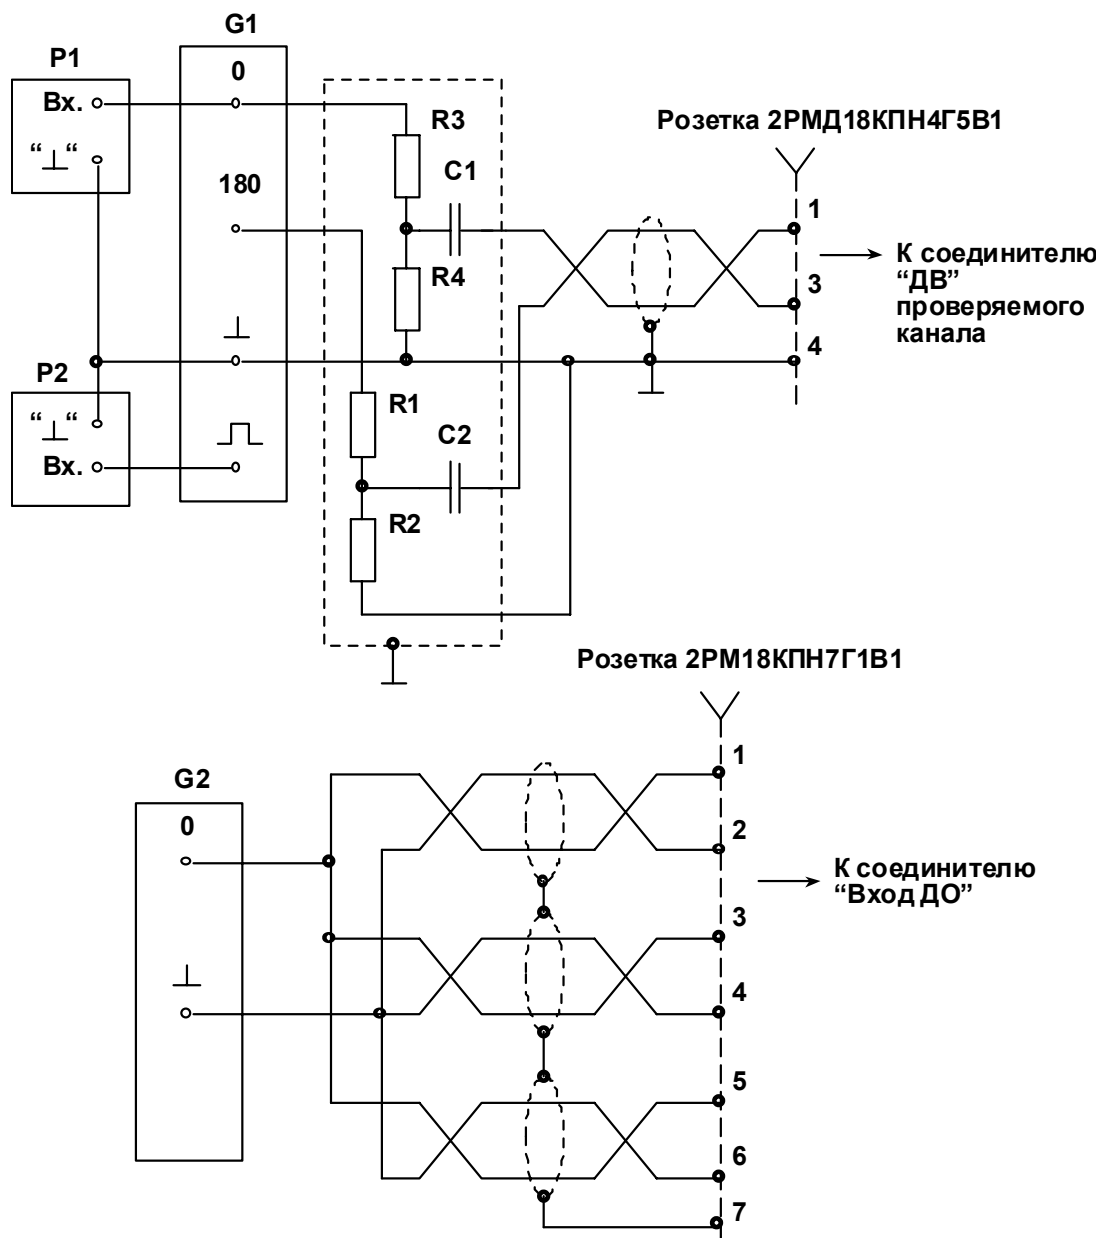 G1
P1
0
Вх.
“⊥“
R3
Розетка 2РМД18КПН4Г5В1
C1
180
1
К соединителю
“ДВ”
проверяемого
канала
R4
3
⊥
4
P2
“⊥“
R1
C2
Вх.
R2
Розетка 2РМ18КПН7Г1В1
1
G2
0
2
К соединителю
“Вход ДО”
3
⊥
4
5
6
7